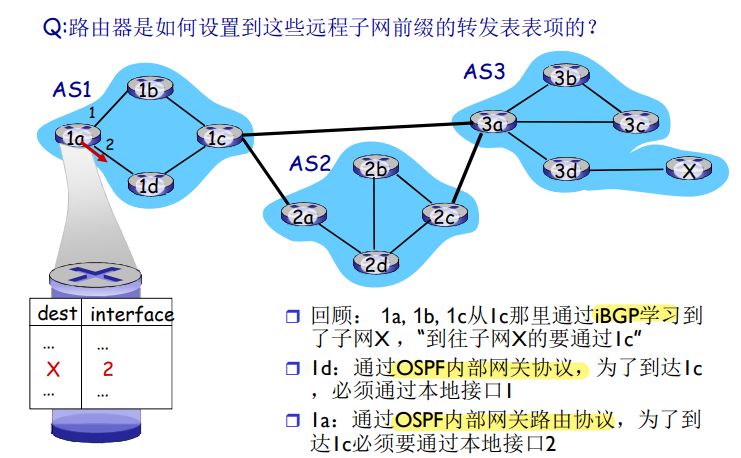 Q:路由器是如何设置到这些远程子网前缀的转发表表项的？
AS1
1b
1
1a
2
1c
1d
AS2
2b
2a
2c
2d
AS3
3b
3a
3c
3d
X
dest interface
... ...
X 2
... ...
回顾： 1a, 1b, 1c从1c那里通过iBGP学习到
了子网X ，“到往子网X的要通过1c”
1d：通过OSPF内部网关协议，为了到达1c
，必须通过本地接口1
1a：通过OSPF内部网关路由协议，为了到
达1c必须要通过本地接口2